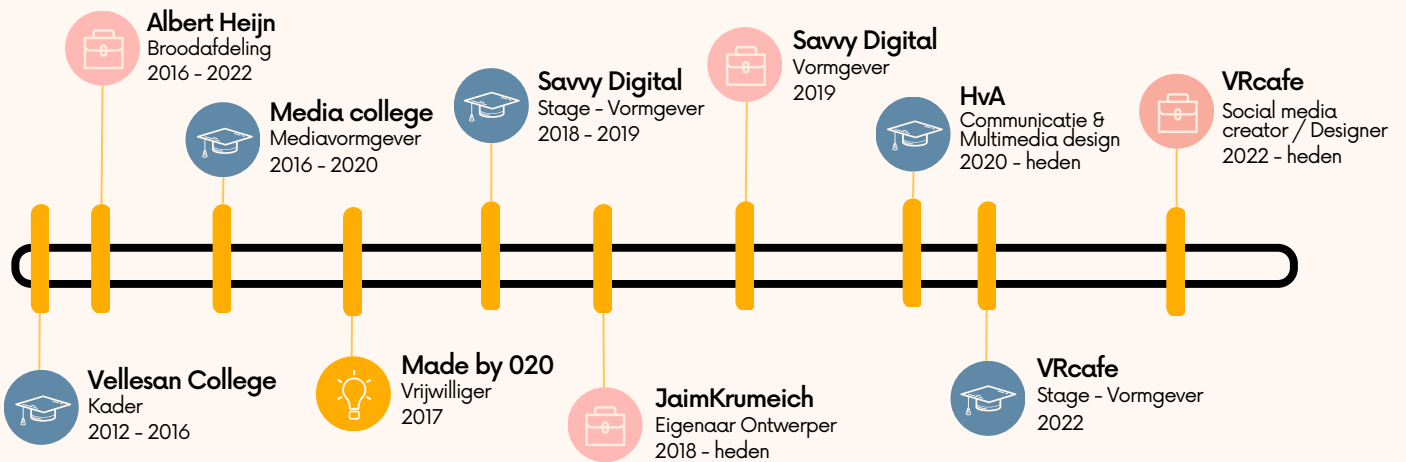 Albert Heijn
Broodafdeling
2016 - 2022
Media college
Mediavormgever
2016 - 2020
Savvy Digital
Stage - Vormgever
2018 - 2019
Savvy Digital
Vormgever
2019
HvA
Communicatie &
Multimedia design
2020 - heden
VRcafe
Social media
creator / Designer
2022 - heden
Vellesan College
Kader
2012 - 2016
Made by 020
Vrijwilliger
2017
JaimKrumeich
Eigenaar Ontwerper
2018 - heden
VRcafe
Stage - Vormgever
2022